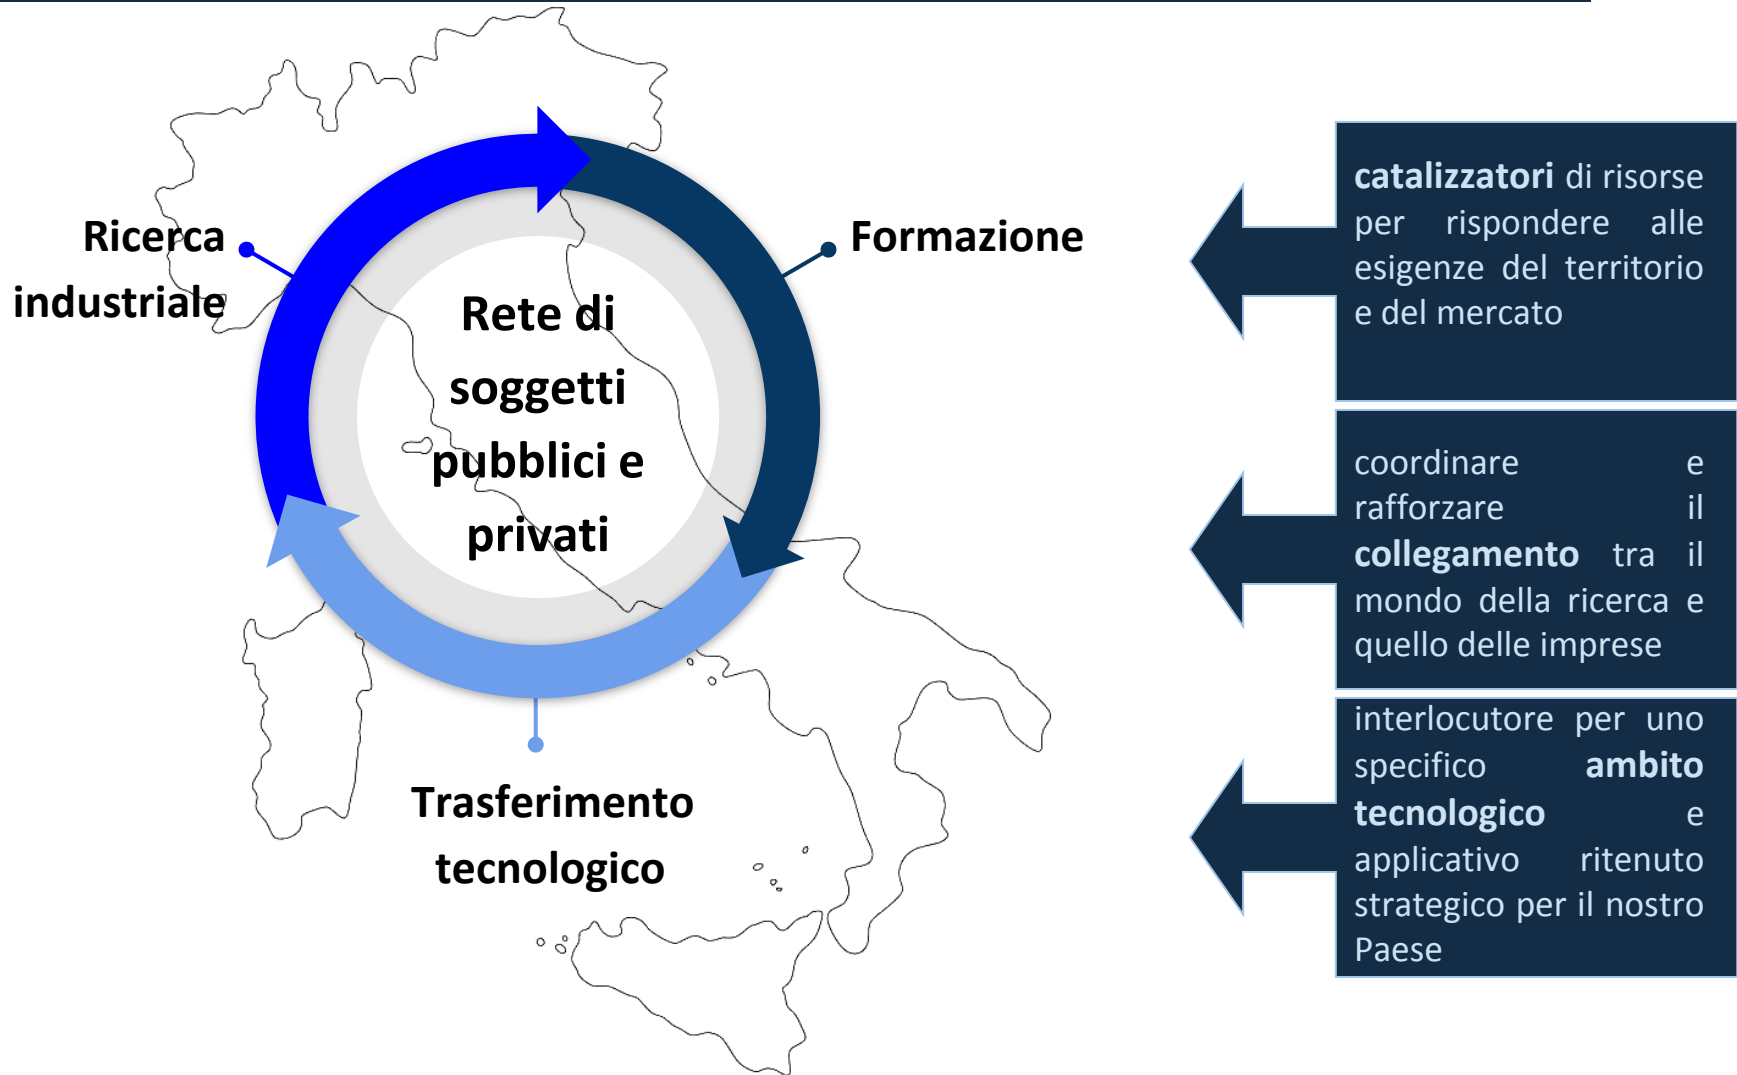 Ricerca
industriale
Formazione
Rete di
soggetti
pubblici e
privati
Trasferimento
tecnologico
catalizzatori di risorse
per rispondere alle
esigenze del territorio
e del mercato
coordinare e
rafforzare il
collegamento tra il
mondo della ricerca e
quello delle imprese
interlocutore per uno
specifico ambito
tecnologico e
applicativo ritenuto
strategico per il nostro
Paese